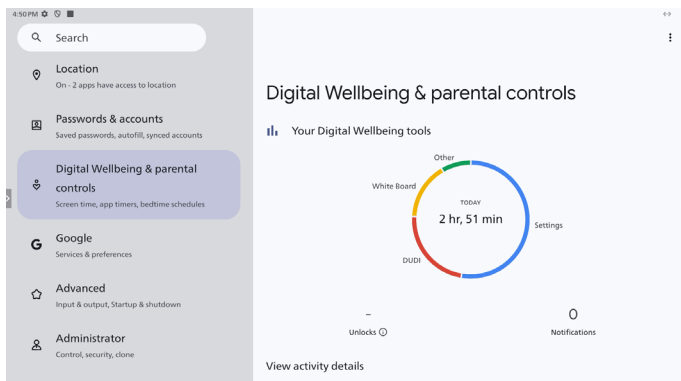 4:50 PM
Search
Location
On - 2 apps have access to location
Passwords & accounts
Saved passwords, autofill, synced accounts
Digital Wellbeing & parental
controls
Screen time, app timers, bedtime schedules
Google
Services & preferences
Advanced
Input & output, Startup & shutdown
Administrator
Control, security, clone
Digital Wellbeing & parental controls
Your Digital Wellbeing tools
Other
White Board
TODAY
2 hr, 51 min
Settings
DUDI
-
0
Unlocks
Notifications
View activity details